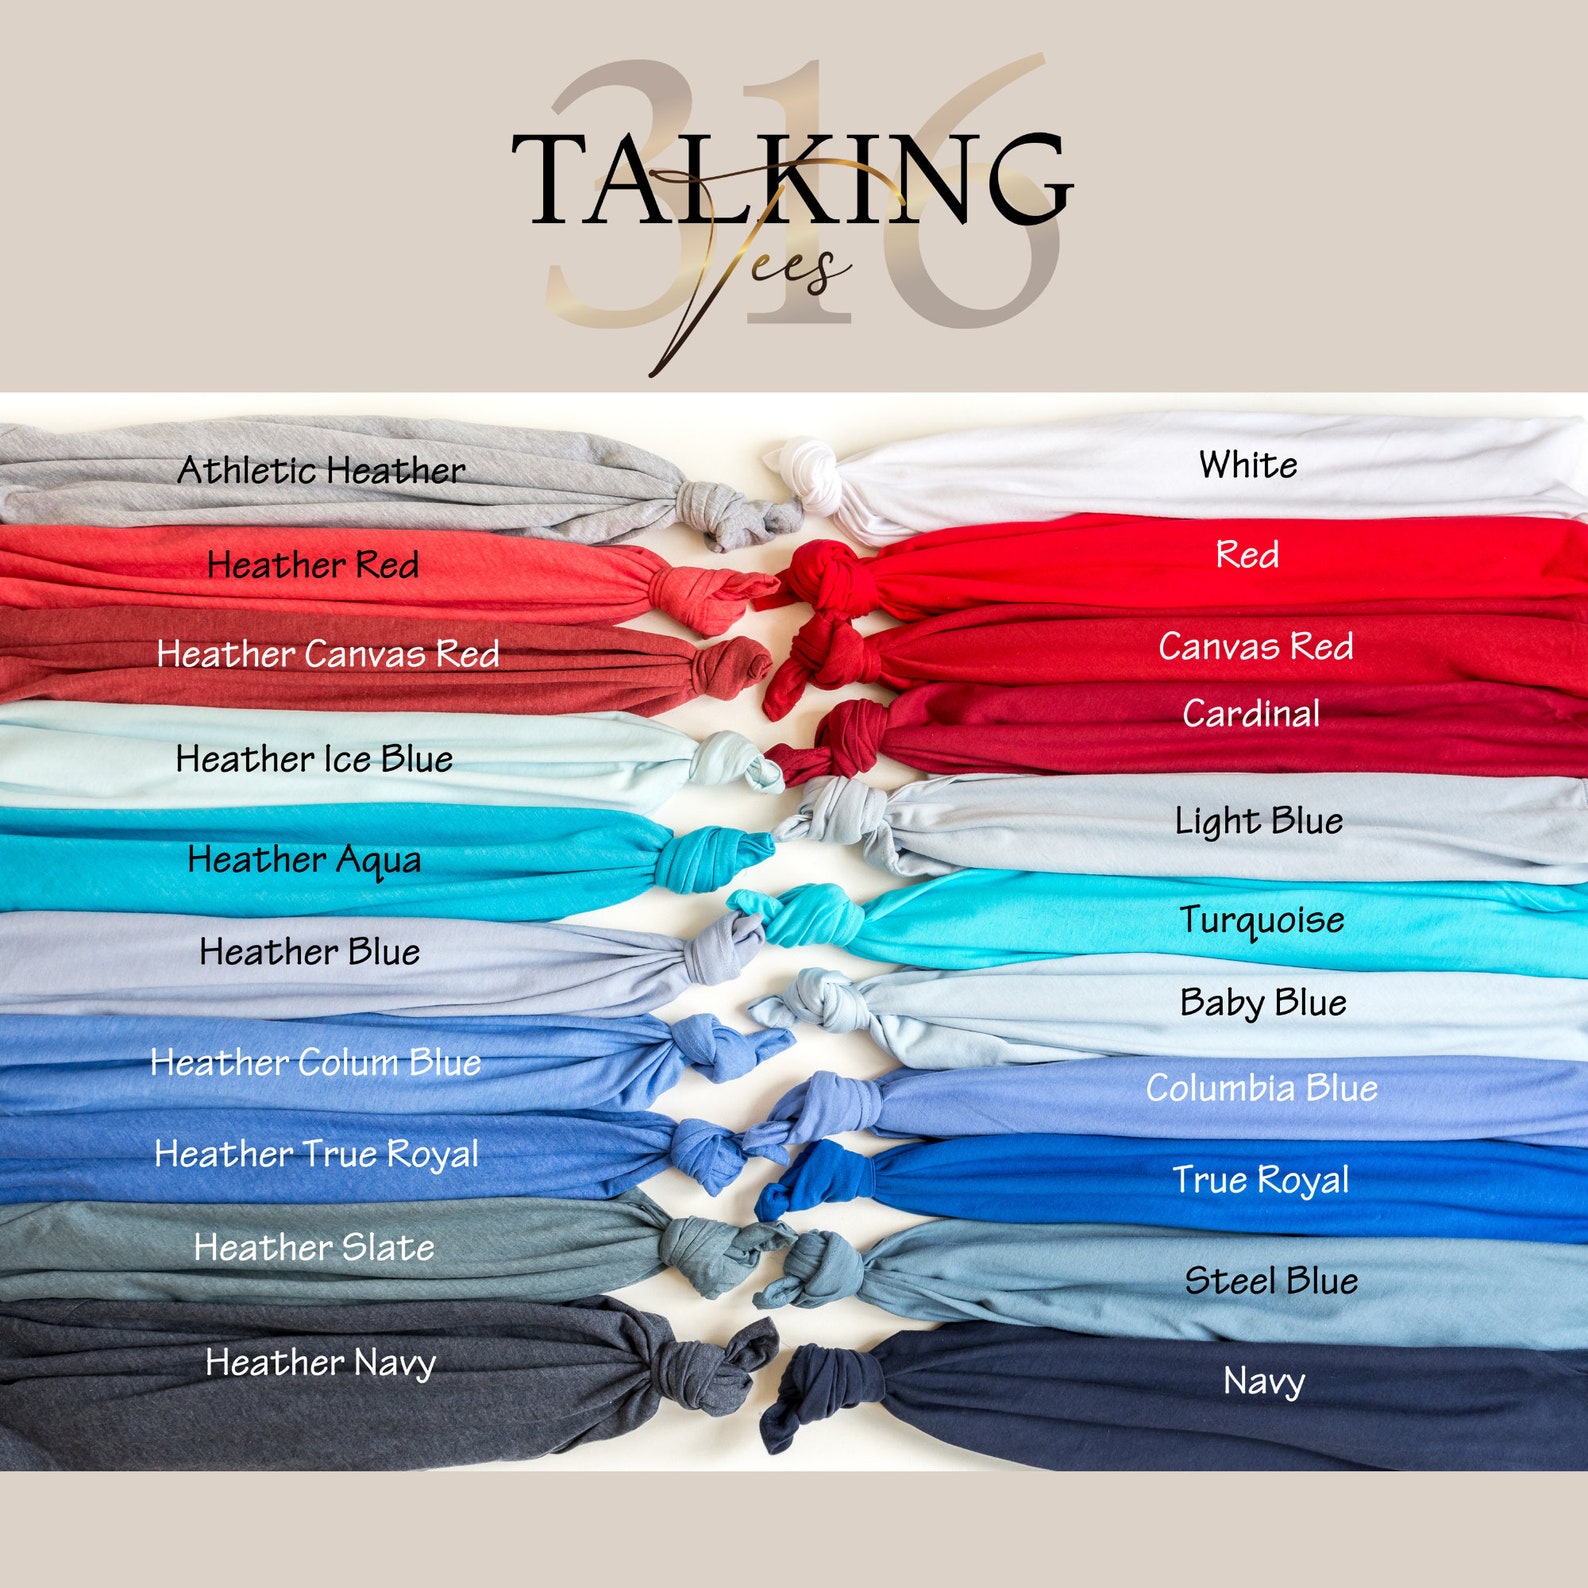 316
TALKING
Tees
Athletic Heather
Heather Red
Heather Canvas Red
Heather Ice Blue
Heather Aqua
Heather Blue
Heather Colum Blue
Heather True Royal
Heather Slate
Heather Navy
White
Red
Canvas Red
Cardinal
Light Blue
Turquoise
Baby Blue
Columbia Blue
True Royal
Steel Blue
Navy